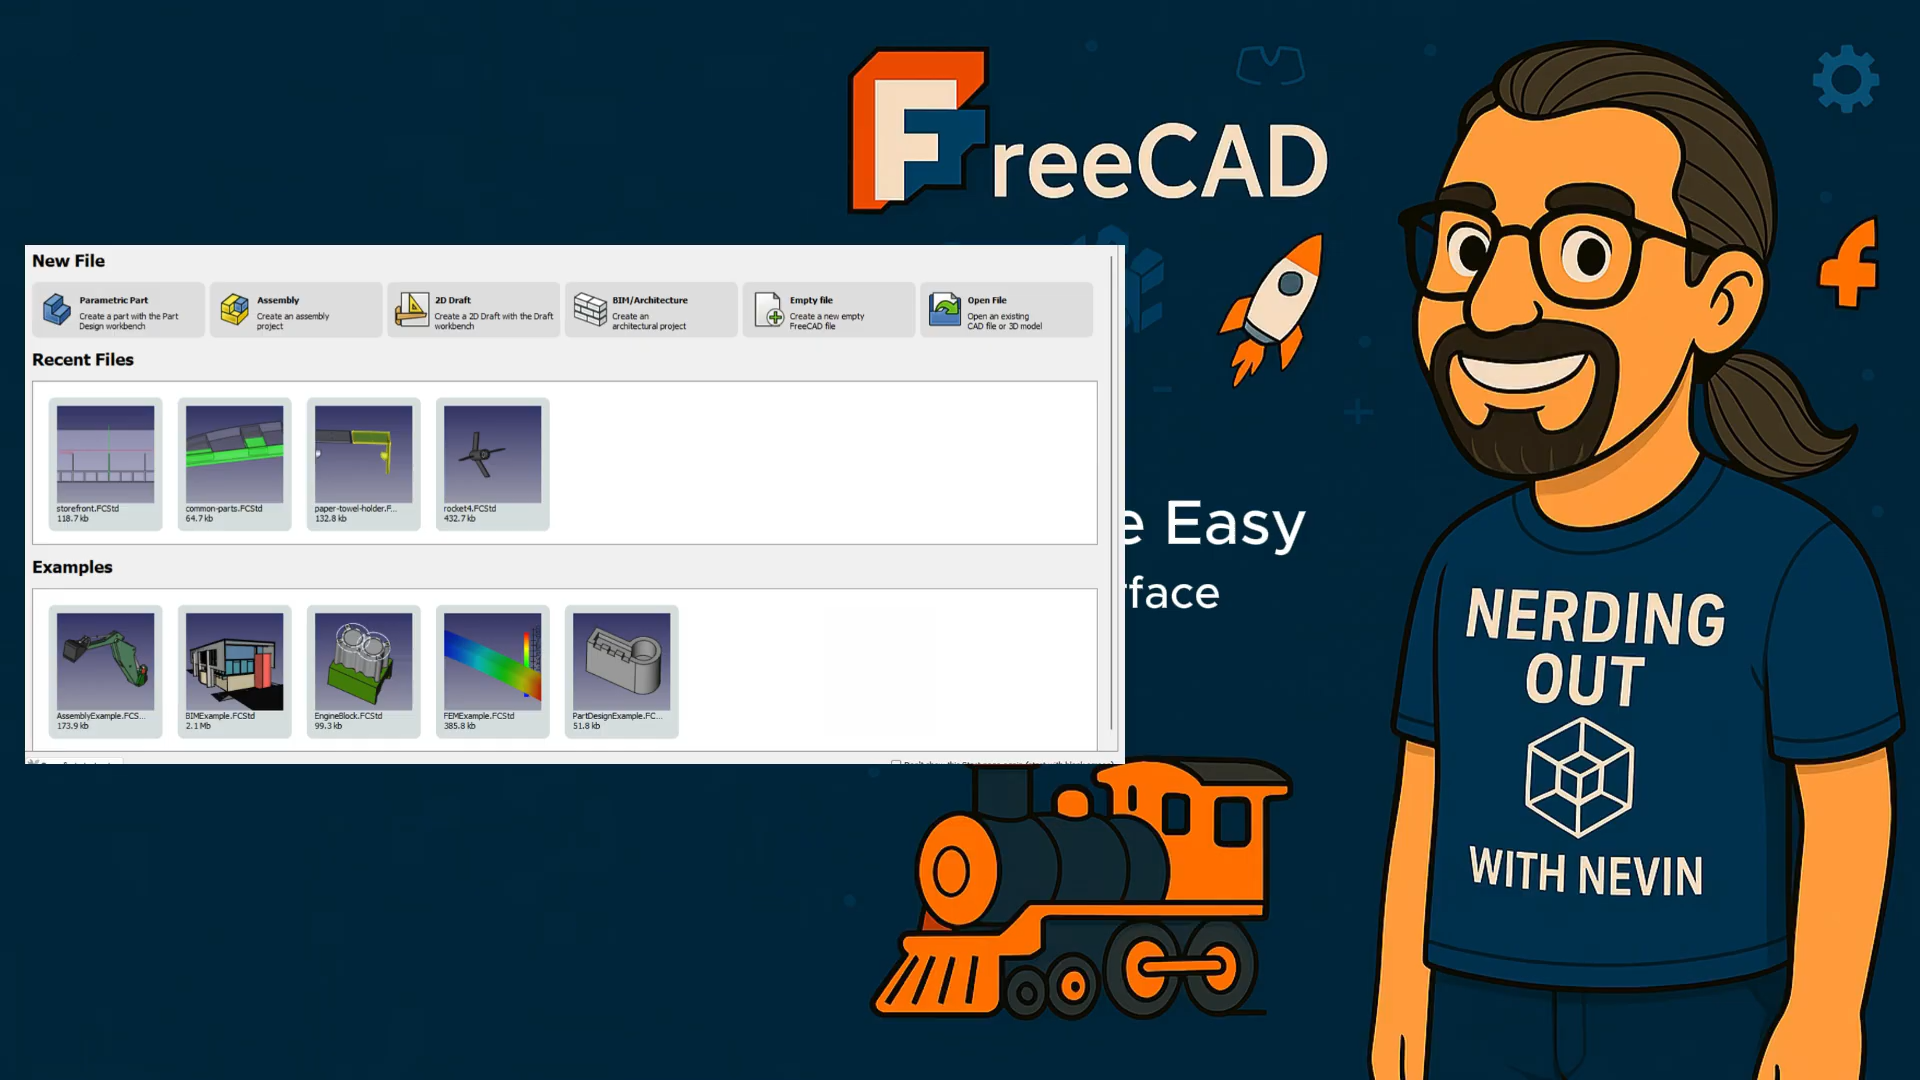 FreeCAD
New File
Parametric Part
Create a part with the Part
Design workbench
Assembly
Create an assembly
project
2D Draft
Create a 2D Draft with the Draft
workbench
BIM/Architecture
Create an
architectural project
Empty file
Create a new empty
FreeCAD file
Open File
Open an existing
CAD file or 3D model
Recent Files
storefront.FCStd
118.7 kb
common-parts.FCStd
64.7 kb
paper-towel-holder.F...
132.8 kb
rocket4.FCStd
432.7 kb
Examples
AssemblyExample.FCS...
173.9 kb
BIMExample.FCStd
2.1 Mb
EngineBlock.FCStd
99.3 kb
FEMExample.FCStd
385.8 kb
PartDesignExample.FC...
51.8 kb
e Easy
face
NERDING
OUT
WITH NEVIN